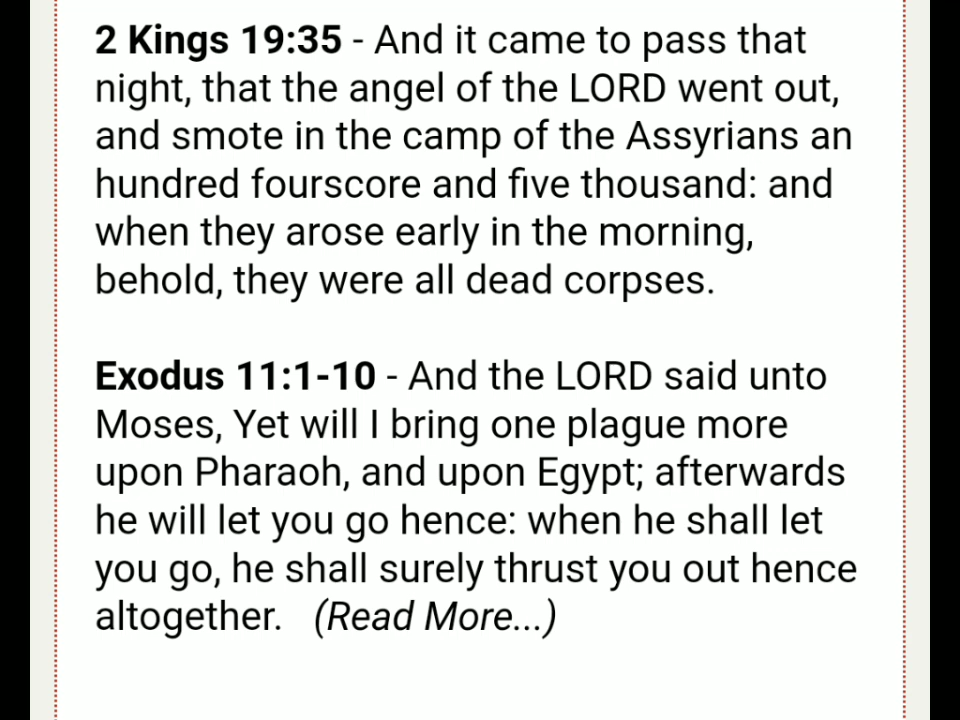 2 Kings 19:35 - And it came to pass that
night, that the angel of the LORD went out,
and smote in the camp of the Assyrians an
hundred fourscore and five thousand: and
when they arose early in the morning,
behold, they were all dead corpses.
Exodus 11:1-10 - And the LORD said unto
Moses, Yet will I bring one plague more
upon Pharaoh, and upon Egypt; afterwards
he will let you go hence: when he shall let
you go, he shall surely thrust you out hence
altogether. (Read More...)